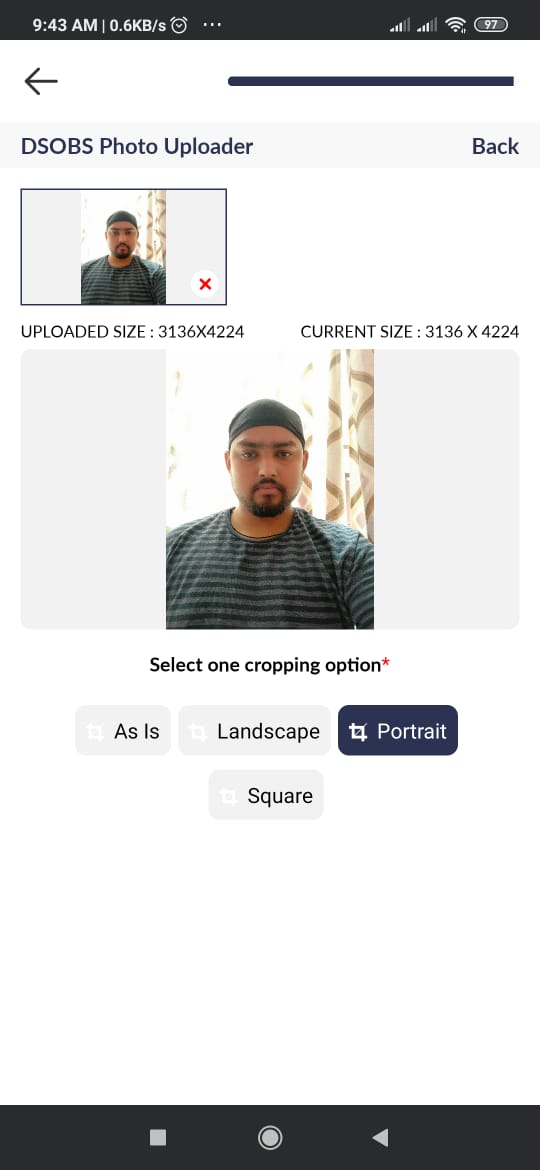 9:43 AM | 0.6KB/s ... 97
DSOBS Photo Uploader Back
UPLOADED SIZE : 3136X4224 CURRENT SIZE : 3136 X 4224
Select one cropping option*
As Is Landscape Portrait
Square